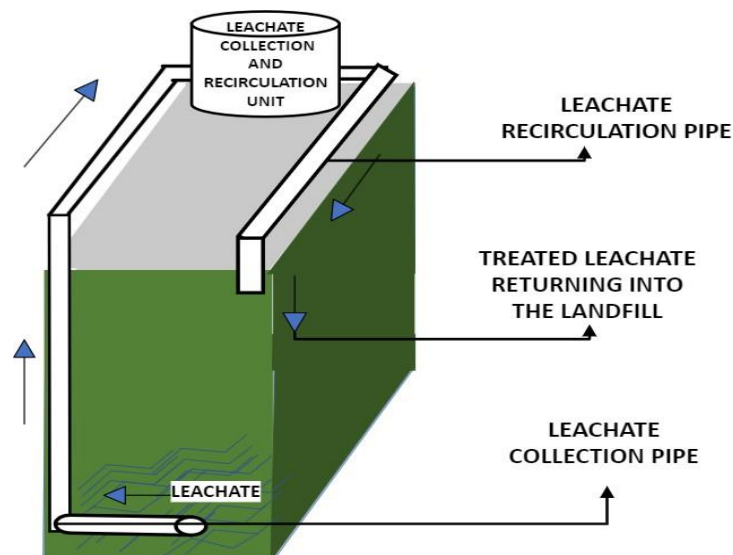 LEACHATE
COLLECTION
AND
RECIRCULATION
UNIT
LEACHATE
RECIRCULATION PIPE
TREATED LEACHATE
RETURNING INTO
THE LANDFILL
LEACHATE
COLLECTION PIPE
LEACHATE